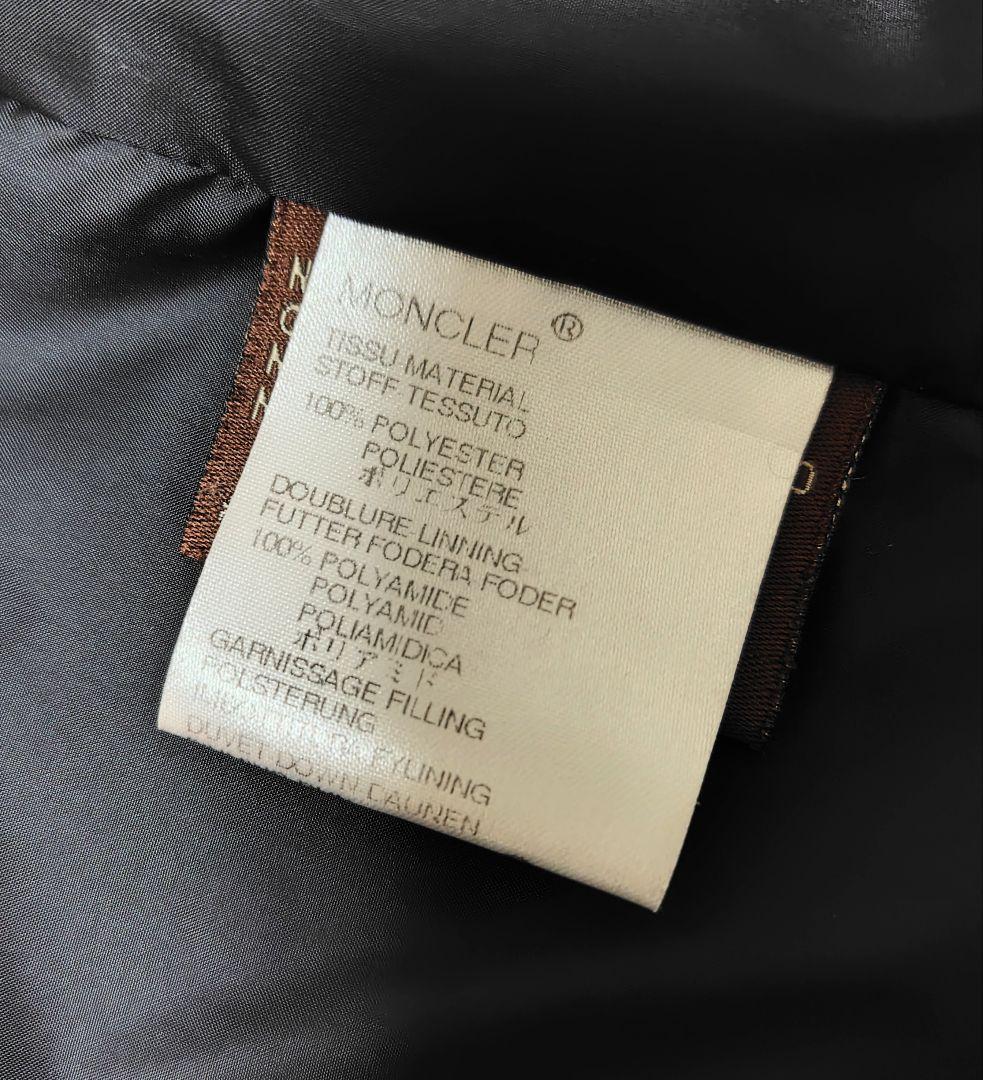 MONCLER®
TISSU MATERIAL
STOFF TESSUTO
100% POLYESTER
POLIESTERE
ポリエステル
DOUBLURE LINNING
FUTTER FODERA FODER
100% POLYAMIDE
POLYAMID
POLIAMIDICA
ポリアミド
GARNISSAGE FILLING
POLSTERUNG
DUVET DOWN DAUNEN